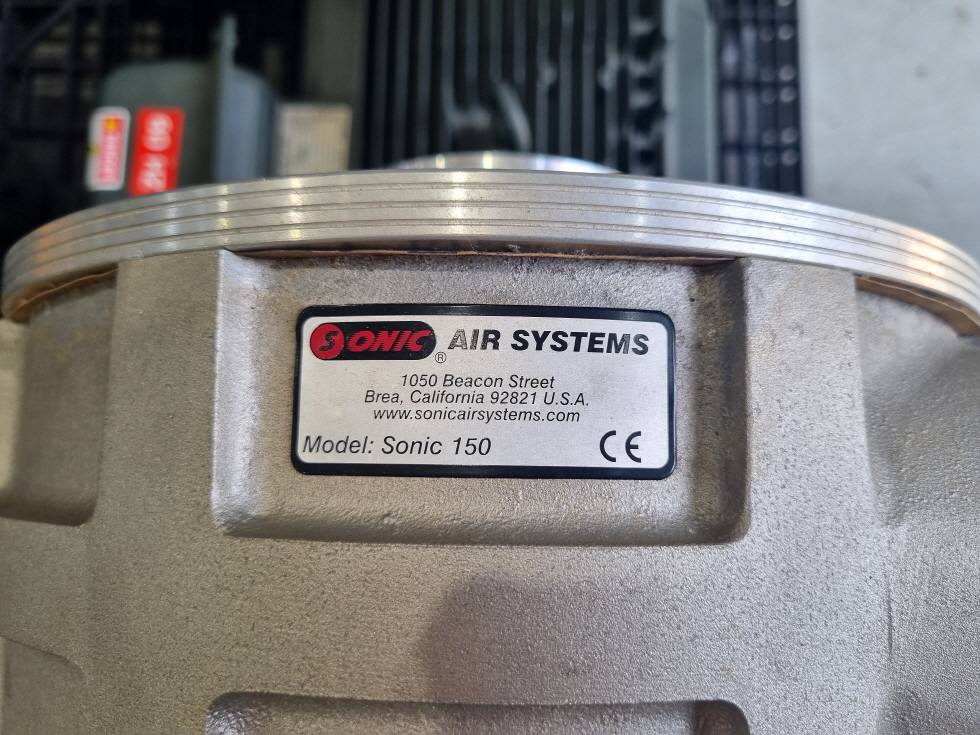 SONIC® AIR SYSTEMS
1050 Beacon Street
Brea, California 92821 U.S.A.
www.sonicairsystems.com
Model: Sonic 150 CE